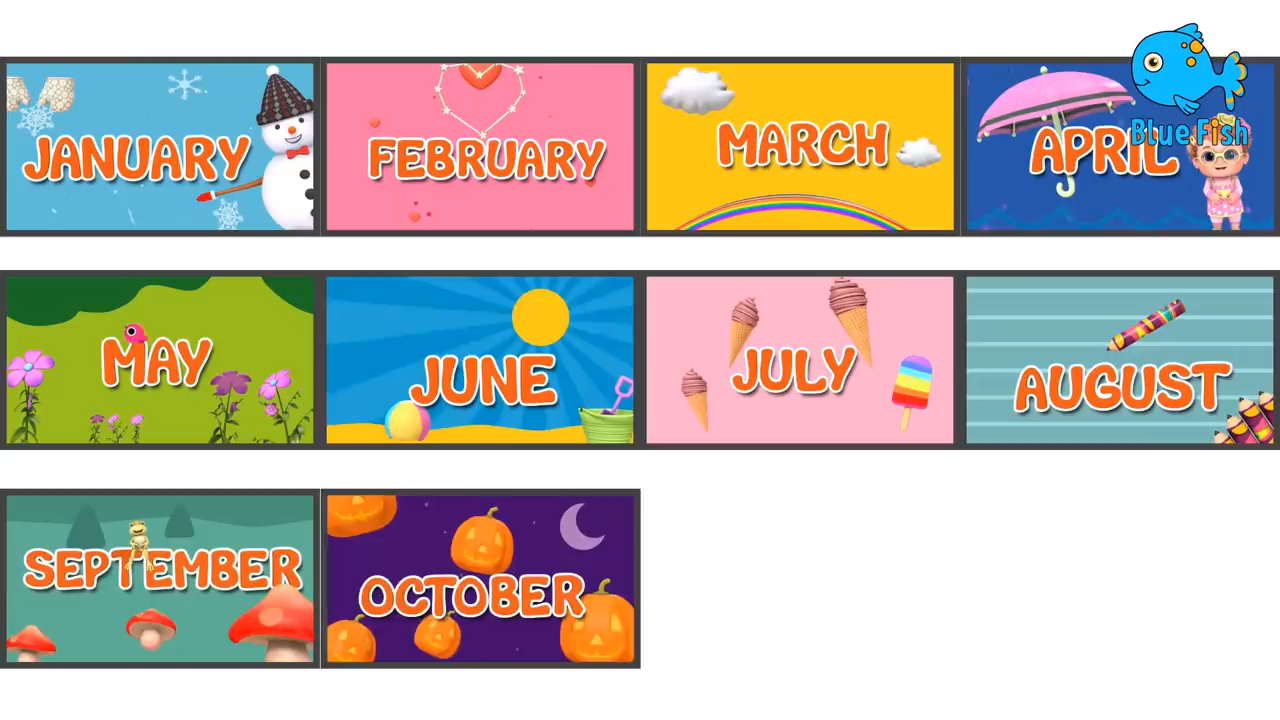 JANUARY
FEBRUARY
MARCH
APRIL
Blue Fish
MAY
JUNE
JULY
AUGUST
SEPTEMBER
OCTOBER